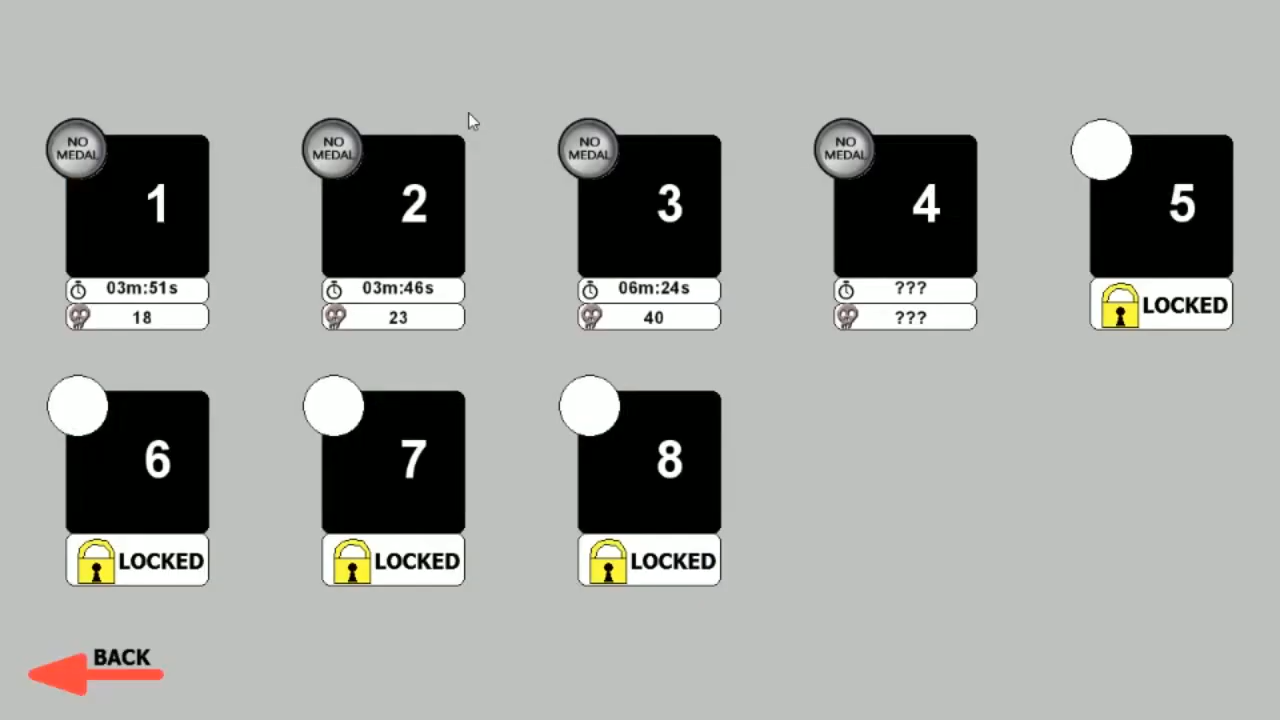 NO MEDAL
1
03m:51s
18
NO MEDAL
2
03m:46s
23
NO MEDAL
3
06m:24s
40
NO MEDAL
4
???
???
5
LOCKED
6
LOCKED
7
LOCKED
8
LOCKED
BACK